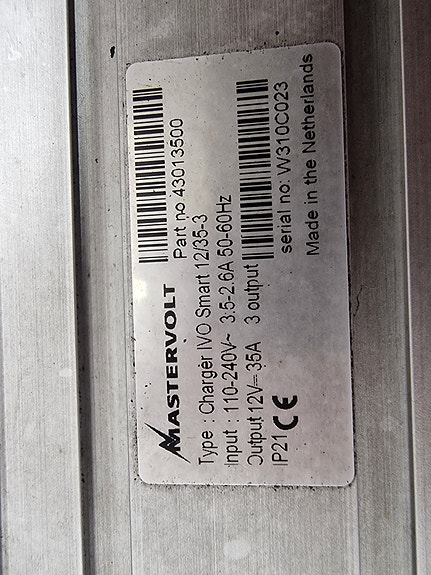 MASTERVOLT
Part no 43013500
Type : Charger IVO Smart 12/35-3
Input : 110-240V~ 3.5-2.6A 50-60Hz
Output 12V= 35A 3 output
IP21 CE
serial no: W310C023
Made in the Netherlands